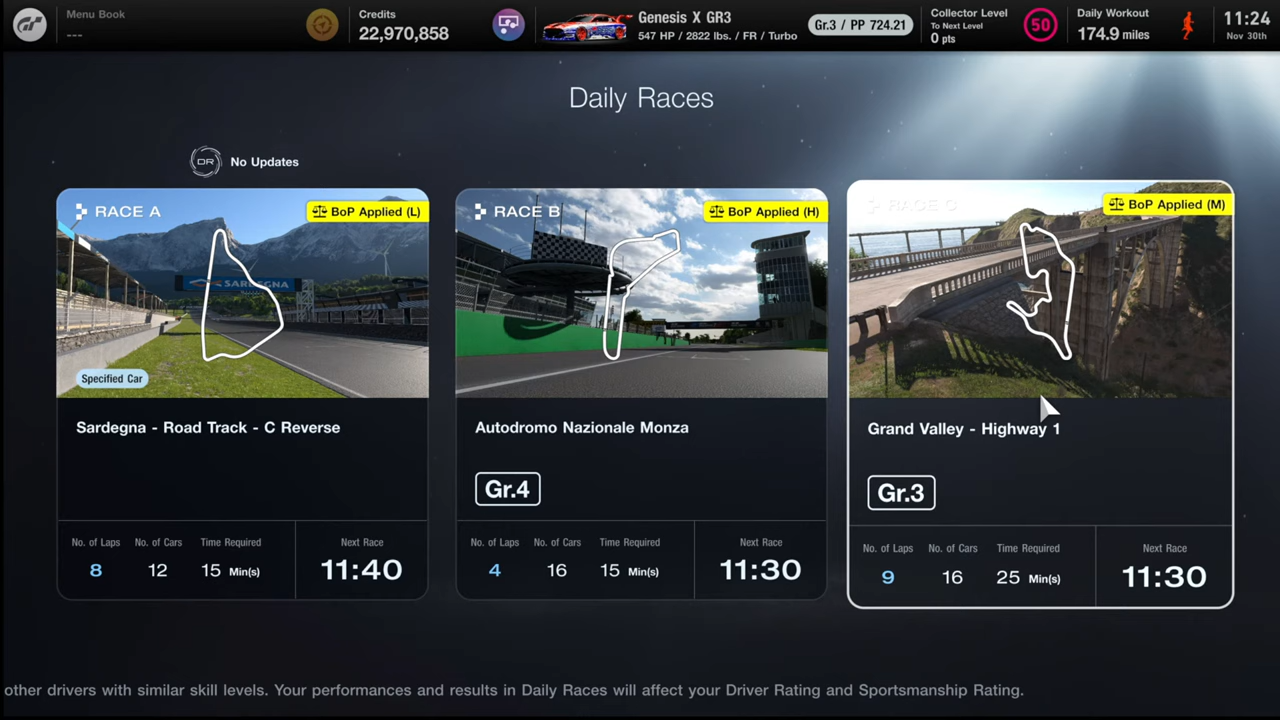 GT
Menu Book
---
Credits
22,970,858
Genesis X GR3
547 HP / 2822 lbs. / FR / Turbo
Gr.3 / PP 724.21
Collector Level
To Next Level
0 pts
50
Daily Workout
174.9 miles
11:24
Nov 30th
Daily Races
DR No Updates
RACE A
BoP Applied (L)
SARDEGNA
Specified Car
Sardegna - Road Track - C Reverse
No. of Laps No. of Cars Time Required
8 12 15 Min(s)
Next Race
11:40
RACE B
BoP Applied (H)
Autodromo Nazionale Monza
Gr.4
No. of Laps No. of Cars Time Required
4 16 15 Min(s)
Next Race
11:30
RACE C
BoP Applied (M)
Grand Valley - Highway 1
Gr.3
No. of Laps No. of Cars Time Required
9 16 25 Min(s)
Next Race
11:30
other drivers with similar skill levels. Your performances and results in Daily Races will affect your Driver Rating and Sportsmanship Rating.